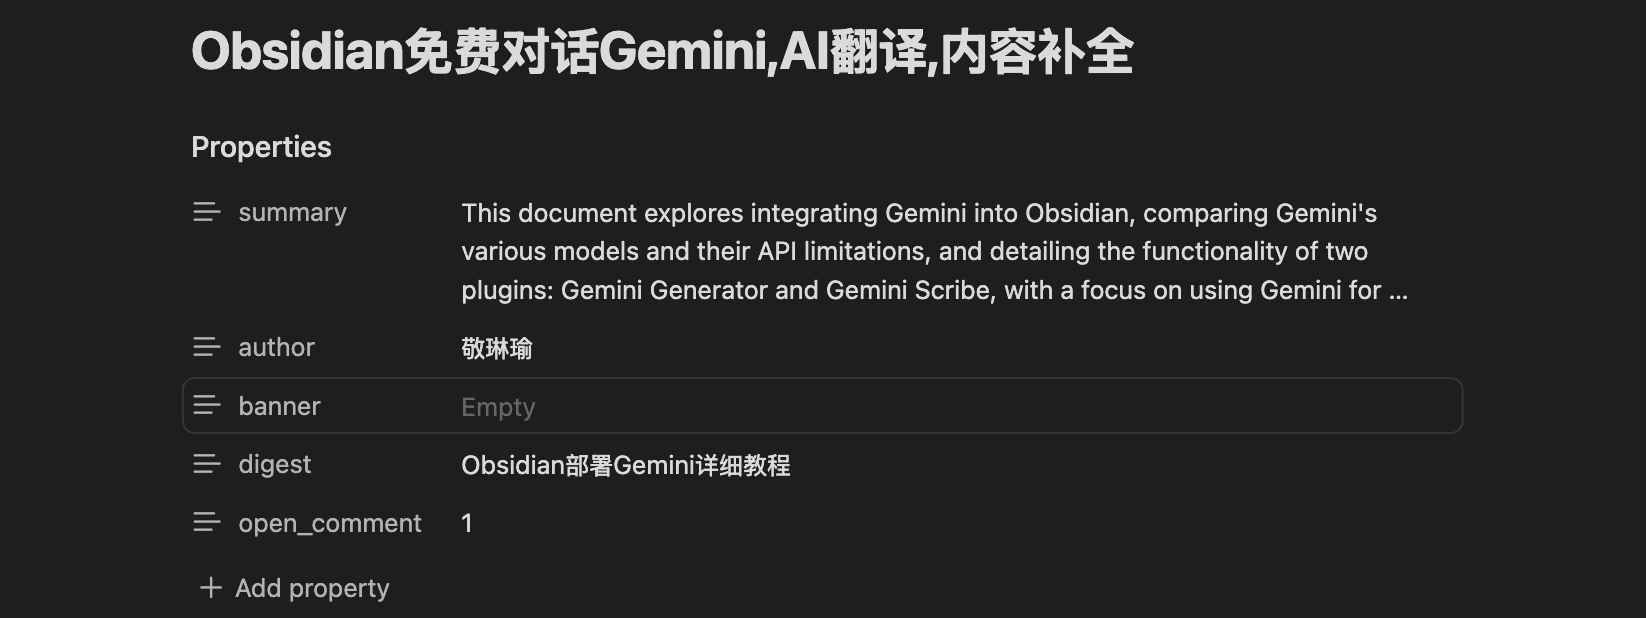 Obsidian免费对话Gemini,AI翻译,内容补全
Properties
summary
This document explores integrating Gemini into Obsidian, comparing Gemini's
various models and their API limitations, and detailing the functionality of two
plugins: Gemini Generator and Gemini Scribe, with a focus on using Gemini for ...
author 敬琳瑜
banner Empty
digest Obsidian部署Gemini详细教程
open_comment 1
+ Add property